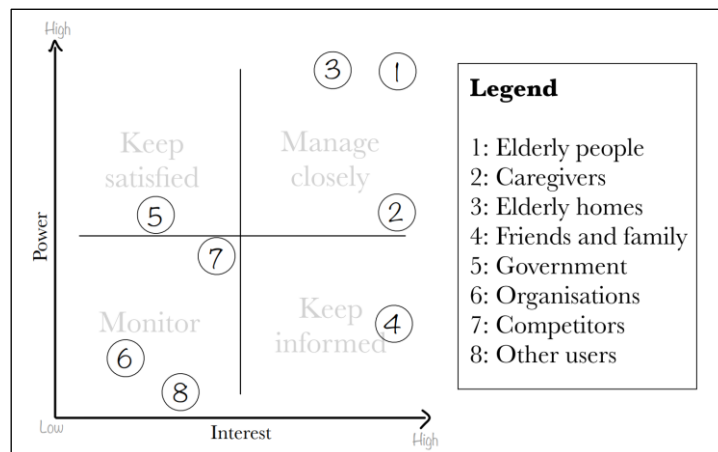 High
3
1
Keep
satisfied
Manage
closely
5
2
7
Monitor
Keep
informed
4
6
8
Power
Low
Interest
High
Legend
1: Elderly people
2: Caregivers
3: Elderly homes
4: Friends and family
5: Government
6: Organisations
7: Competitors
8: Other users